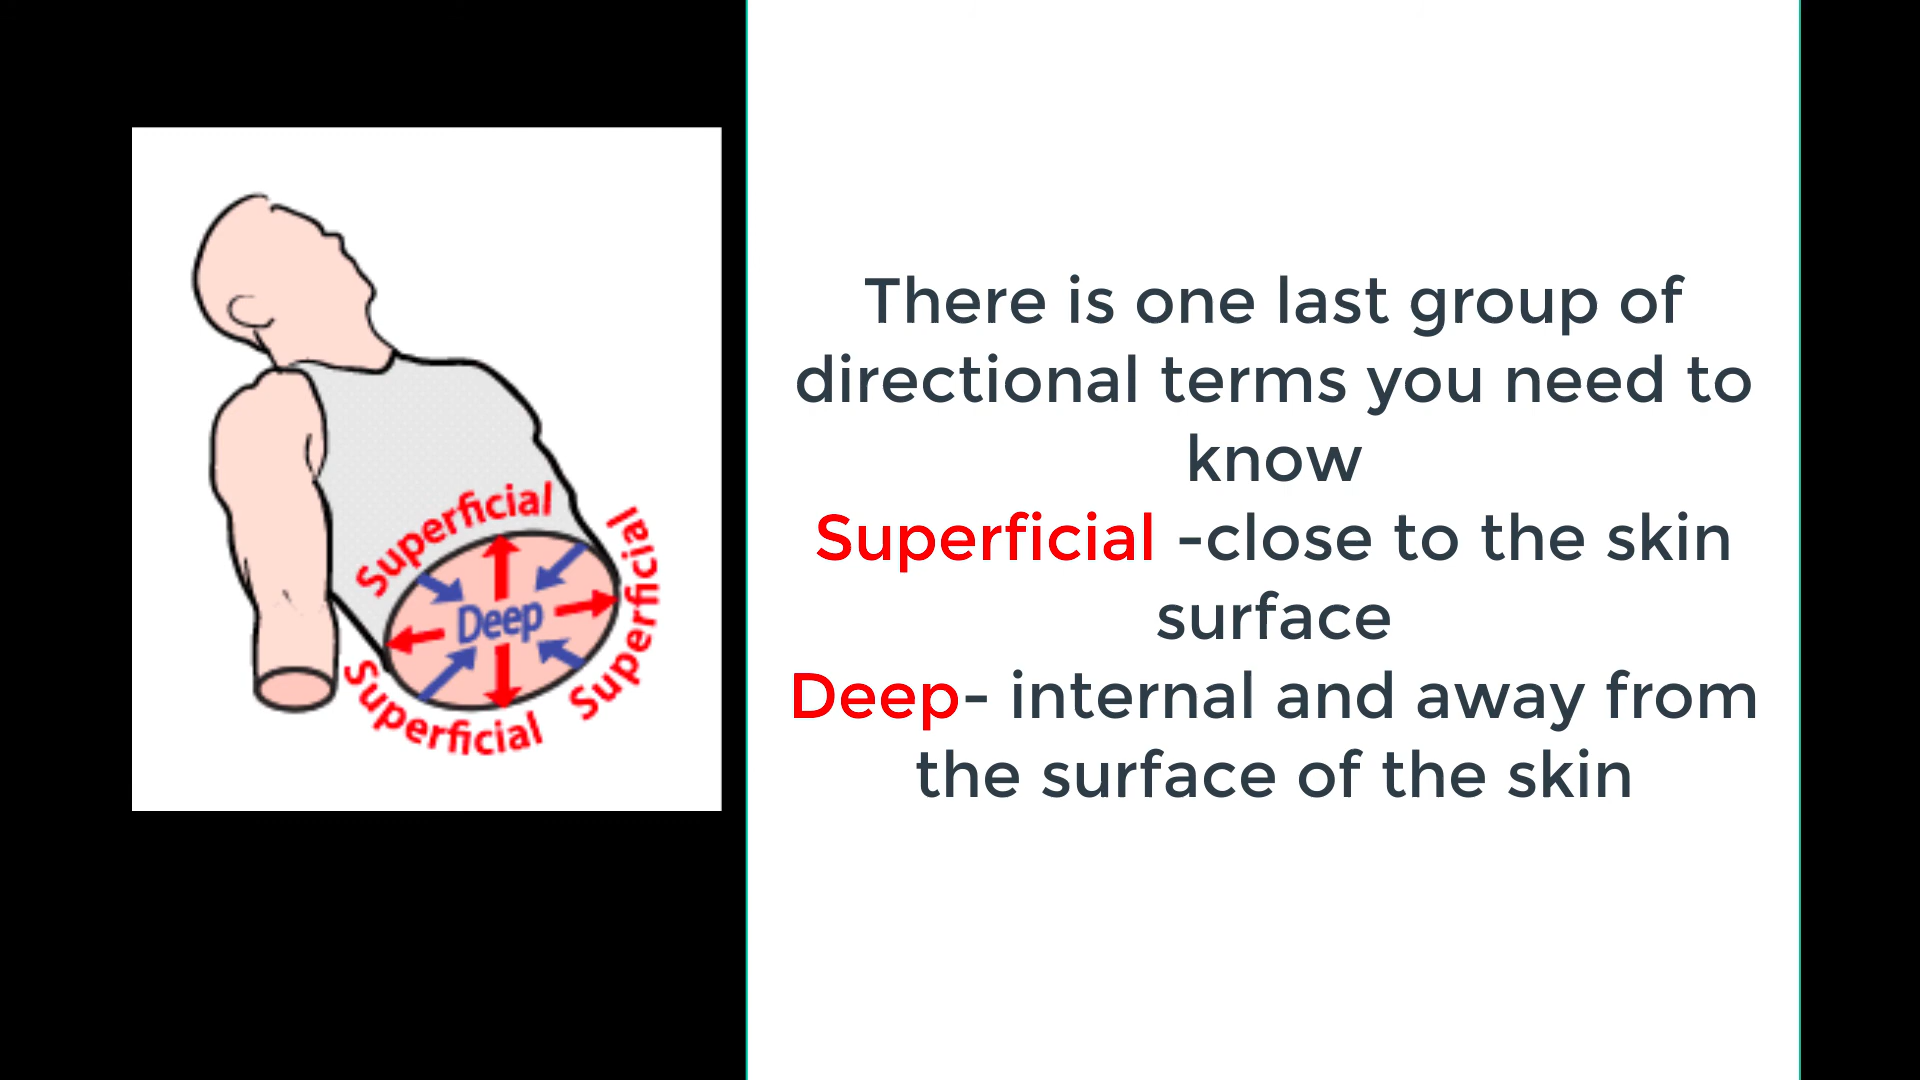 Superficial
Superficial
Deep
Superficial
There is one last group of
directional terms you need to
know
Superficial -close to the skin
surface
Deep- internal and away from
the surface of the skin